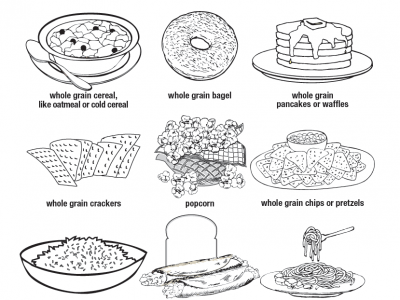 whole grain cereal,
like oatmeal or cold cereal
whole grain bagel
whole grain
pancakes or waffles
whole grain crackers
popcorn
whole grain chips or pretzels